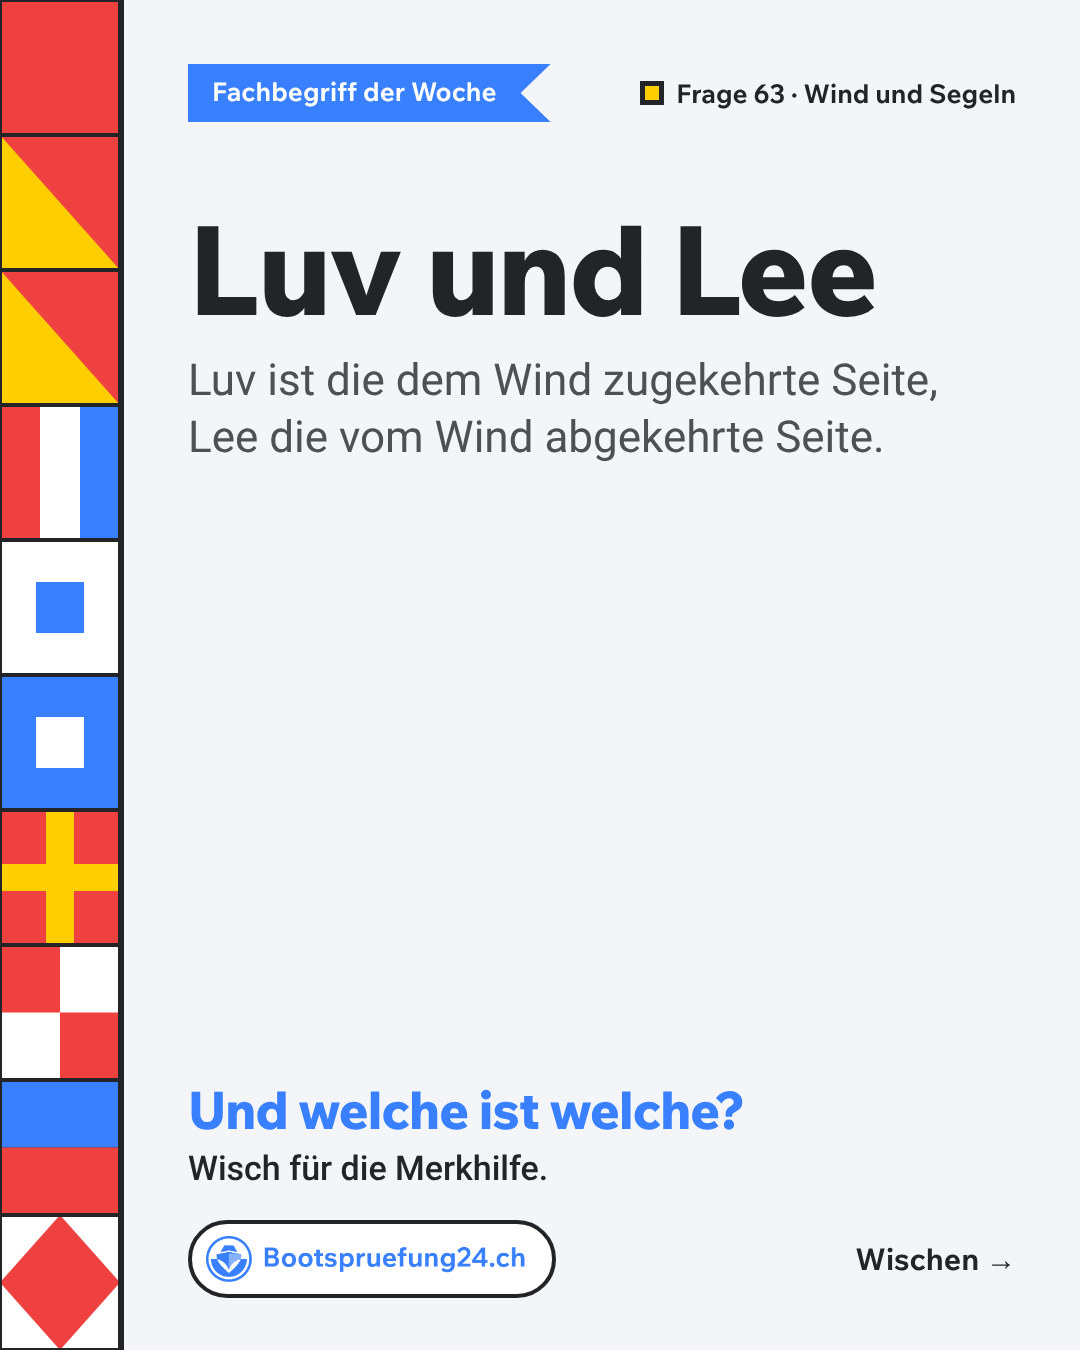 Fachbegriff der Woche
Frage 63 · Wind und Segeln
Luv und Lee
Luv ist die dem Wind zugekehrte Seite,
Lee die vom Wind abgekehrte Seite.
Und welche ist welche?
Wisch für die Merkhilfe.
Bootspruefung24.ch
Wischen →